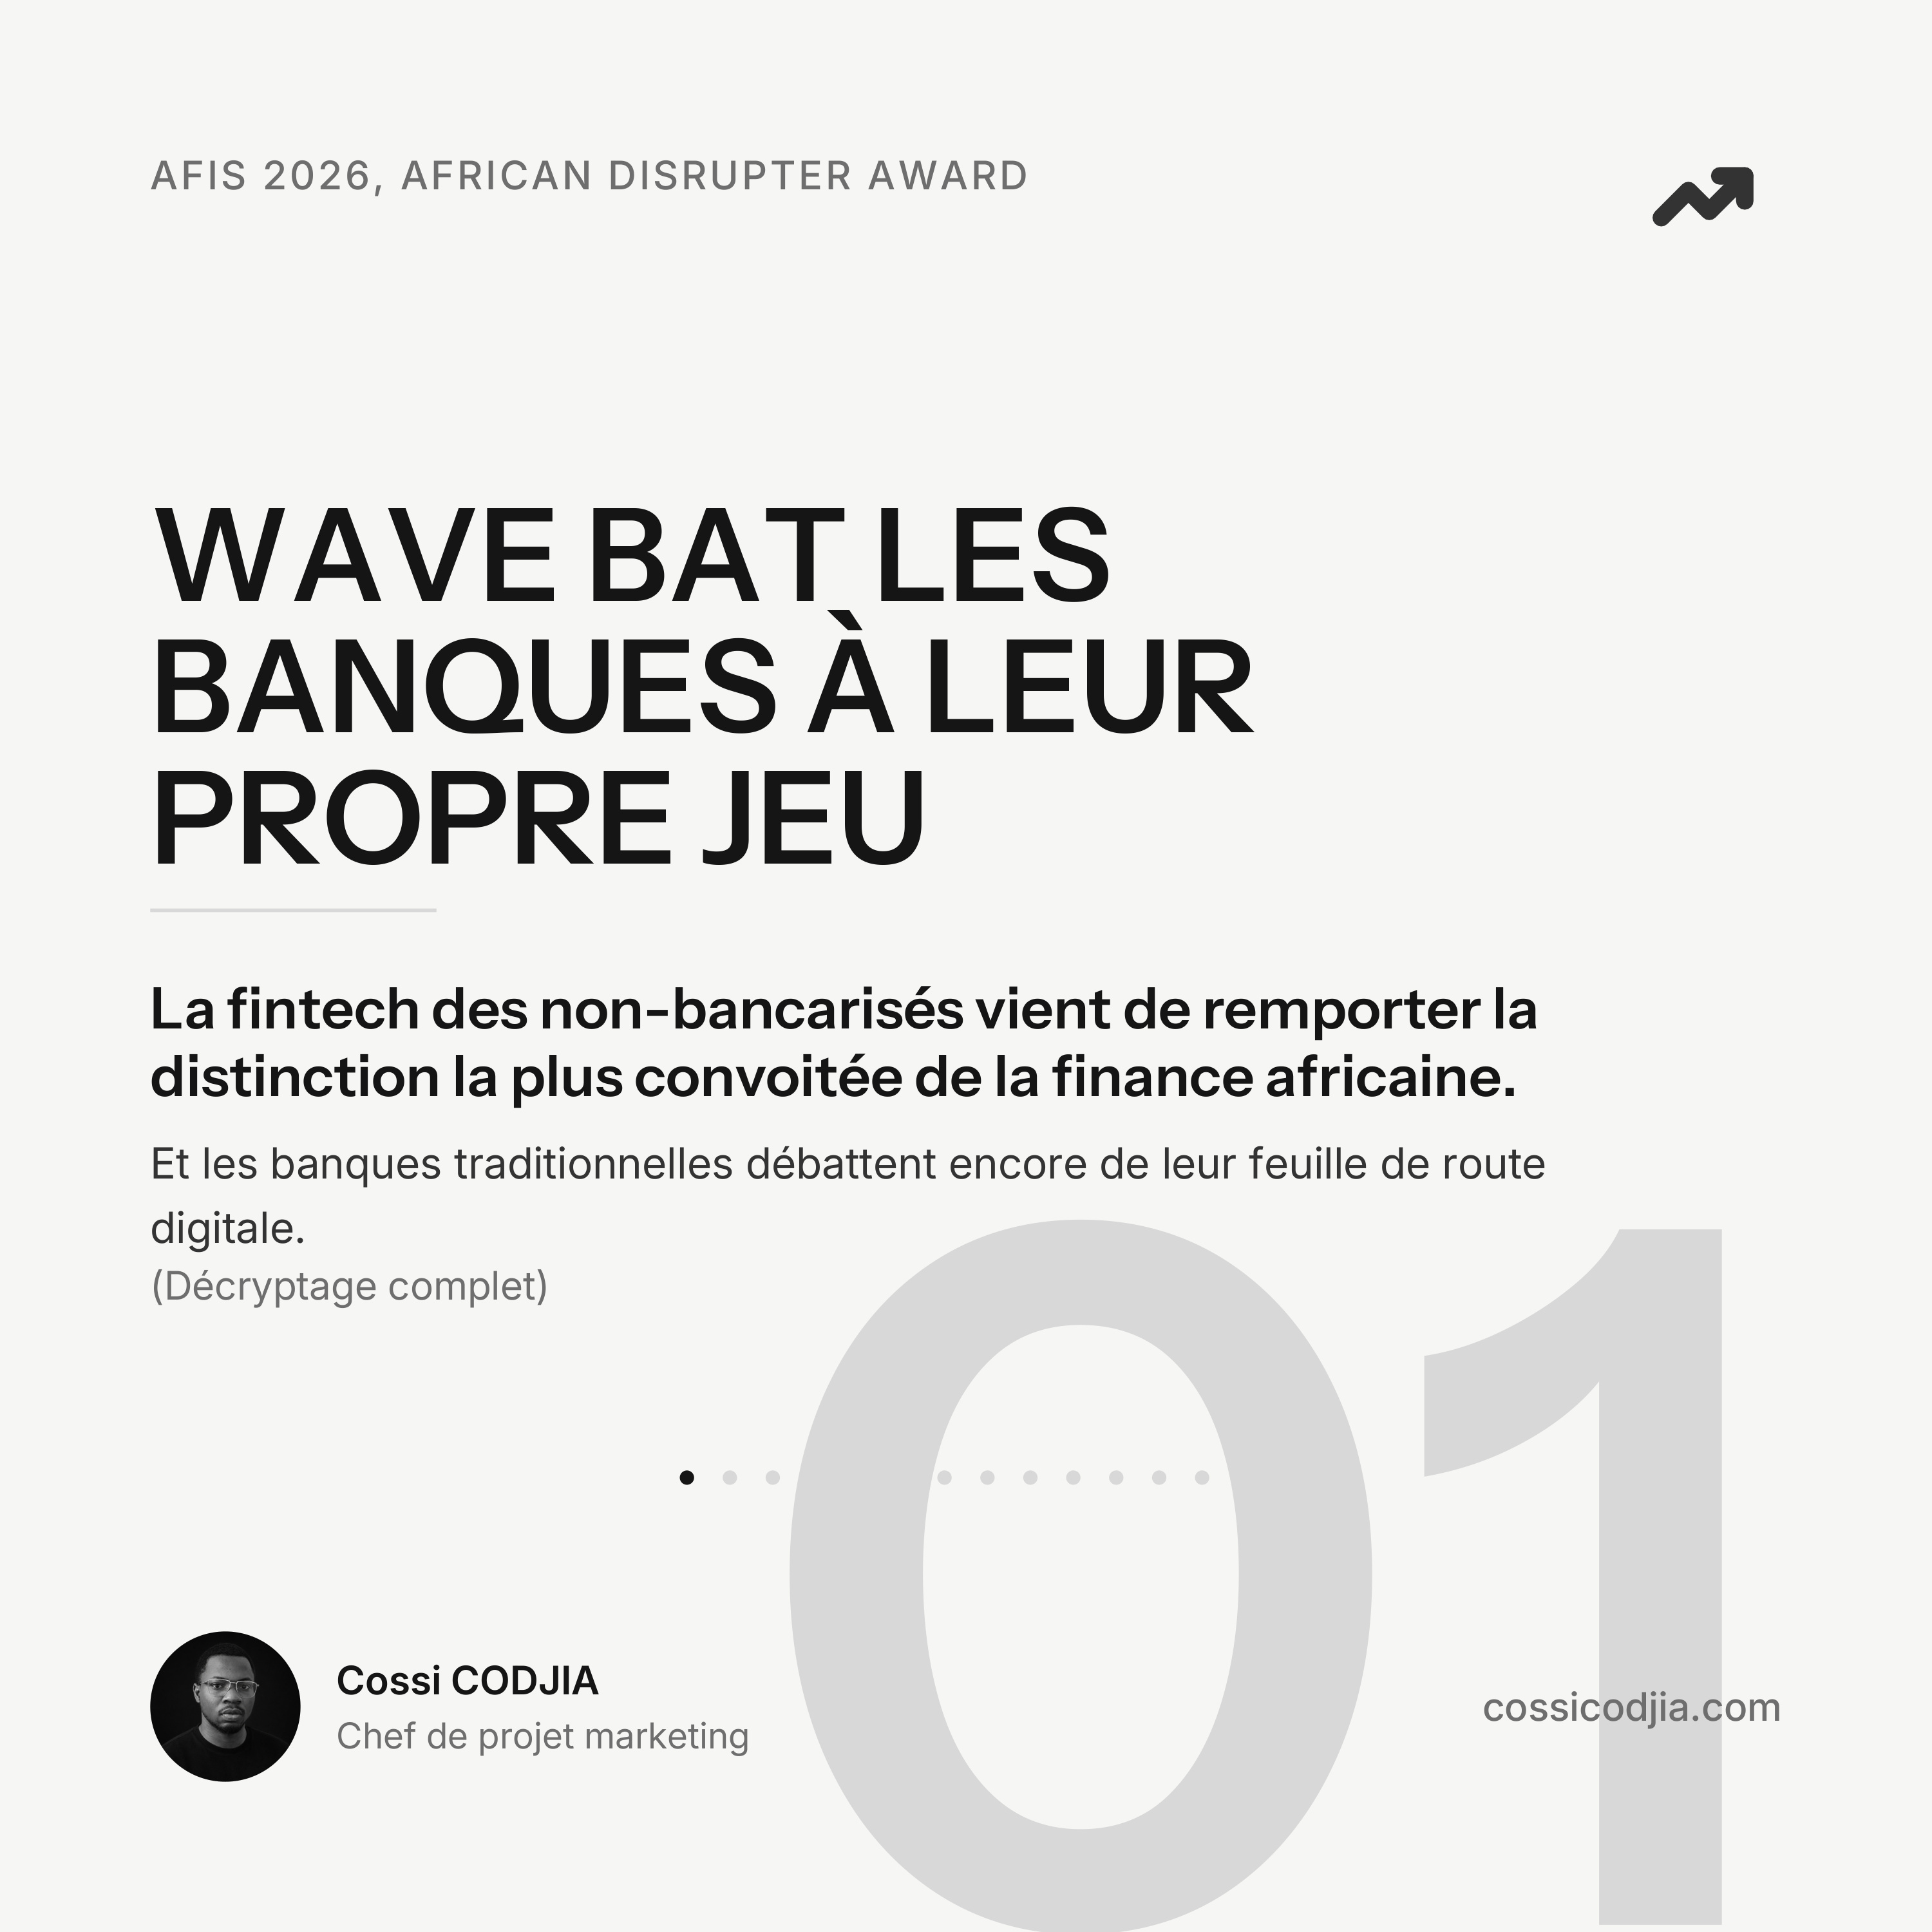 AFIS 2026, AFRICAN DISRUPTER AWARD
WAVE BAT LES
BANQUES À LEUR
PROPRE JEU
La fintech des non-bancarisés vient de remporter la
distinction la plus convoitée de la finance africaine.
Et les banques traditionnelles débattent encore de leur feuille de route
digitale.
(Décryptage complet)
01
Cossi CODJIA
Chef de projet marketing
cossicodjia.com